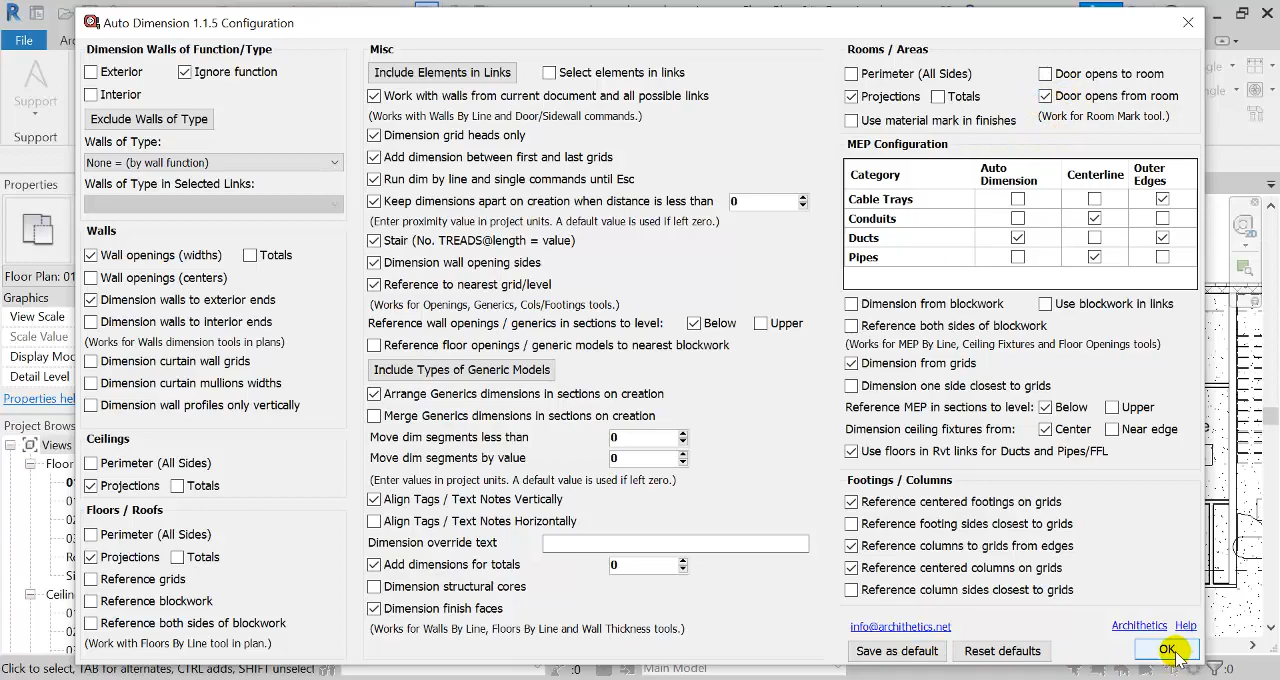 Auto Dimension 1.1.5 Configuration
File
Support
Support
Properties
Floor Plan: 01
Graphics
View Scale
Scale Value
Display Mo
Detail Level
Properties help
Project Brows
Views
Floor
Ceilin
Dimension Walls of Function/Type
Exterior
Ignore function
Interior
Exclude Walls of Type
Walls of Type:
None = (by wall function)
Walls of Type in Selected Links:
Walls
Wall openings (widths)
Totals
Wall openings (centers)
Dimension walls to exterior ends
Dimension walls to interior ends
(Works for Walls dimension tools in plans)
Dimension curtain wall grids
Dimension curtain mullions widths
Dimension wall profiles only vertically
Ceilings
Perimeter (All Sides)
Projections
Totals
Floors / Roofs
Perimeter (All Sides)
Projections
Totals
Reference grids
Reference blockwork
Reference both sides of blockwork
(Work with Floors By Line tool in plan.)
Misc
Include Elements in Links
Select elements in links
Work with walls from current document and all possible links
(Works with Walls By Line and Door/Sidewall commands.)
Dimension grid heads only
Add dimension between first and last grids
Run dim by line and single commands until Esc
Keep dimensions apart on creation when distance is less than
0
(Enter proximity value in project units. A default value is used if left zero.)
Stair (No. TREADS@length = value)
Dimension wall opening sides
Reference to nearest grid/level
(Works for Openings, Generics, Cols/Footings tools.)
Reference wall openings / generics in sections to level:
Below
Upper
Reference floor openings / generic models to nearest blockwork
Include Types of Generic Models
Arrange Generics dimensions in sections on creation
Merge Generics dimensions in sections on creation
Move dim segments less than
0
Move dim segments by value
0
(Enter values in project units. A default value is used if left zero.)
Align Tags / Text Notes Vertically
Align Tags / Text Notes Horizontally
Dimension override text
Add dimensions for totals
0
Dimension structural cores
Dimension finish faces
(Works for Walls By Line, Floors By Line and Wall Thickness tools.)
Rooms / Areas
Perimeter (All Sides)
Door opens to room
Projections
Totals
Door opens from room
Use material mark in finishes
(Work for Room Mark tool.)
MEP Configuration
Category
Auto Dimension
Centerline
Outer Edges
Cable Trays
Conduits
Ducts
Pipes
Dimension from blockwork
Use blockwork in links
Reference both sides of blockwork
(Works for MEP By Line, Ceiling Fixtures and Floor Openings tools)
Dimension from grids
Dimension one side closest to grids
Reference MEP in sections to level:
Below
Upper
Dimension ceiling fixtures from:
Center
Near edge
Use floors in Rvt links for Ducts and Pipes/FFL
Footings / Columns
Reference centered footings on grids
Reference footing sides closest to grids
Reference columns to grids from edges
Reference centered columns on grids
Reference column sides closest to grids
info@archithetics.net
Archithetics
Help
Save as default
Reset defaults
OK
Click to select, TAB for alternates, CTRL adds, SHIFT unselect
:0
Main Model
:0